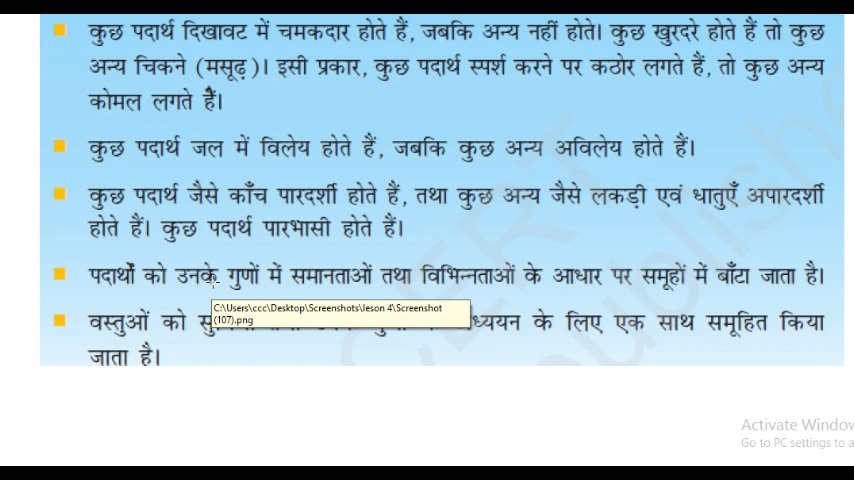 कुछ पदार्थ दिखावट में चमकदार होते हैं, जबकि अन्य नहीं होते। कुछ खुरदरे होते हैं तो कुछ
अन्य चिकने (मसूढ़)। इसी प्रकार, कुछ पदार्थ स्पर्श करने पर कठोर लगते हैं, तो कुछ अन्य
कोमल लगते हैं।
कुछ पदार्थ जल में विलेय होते हैं, जबकि कुछ अन्य अविलेय होते हैं।
कुछ पदार्थ जैसे काँच पारदर्शी होते हैं, तथा कुछ अन्य जैसे लकड़ी एवं धातुएँ अपारदर्शी
होते हैं। कुछ पदार्थ पारभासी होते हैं।
पदार्थों को उनके गुणों में समानताओं तथा विभिन्नताओं के आधार पर समूहों में बाँटा जाता है।
C:\Users\ccc\Desktop\Screenshots\leson 4\Screenshot
(107).png
वस्तुओं को के लिए एक साथ समूहित किया
जाता है।
Activate Window
Go to PC settings to a